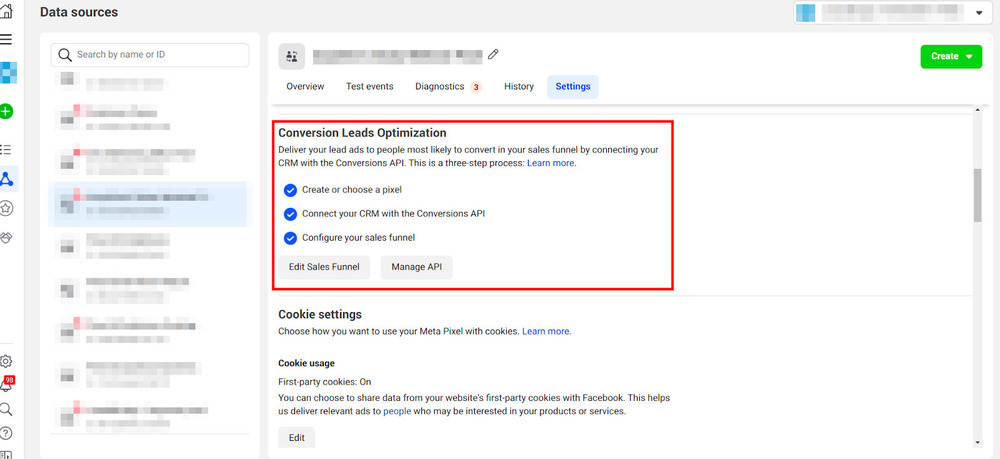 Data sources
Search by name or ID
98
Create
Overview
Test events
Diagnostics 3
History
Settings
Conversion Leads Optimization
Deliver your lead ads to people most likely to convert in your sales funnel by connecting your
CRM with the Conversions API. This is a three-step process: Learn more.
Create or choose a pixel
Connect your CRM with the Conversions API
Configure your sales funnel
Edit Sales Funnel
Manage API
Cookie settings
Choose how you want to use your Meta Pixel with cookies. Learn more.
Cookie usage
First-party cookies: On
You can choose to share data from your website's first-party cookies with Facebook. This helps
us deliver relevant ads to people who may be interested in your products or services.
Edit